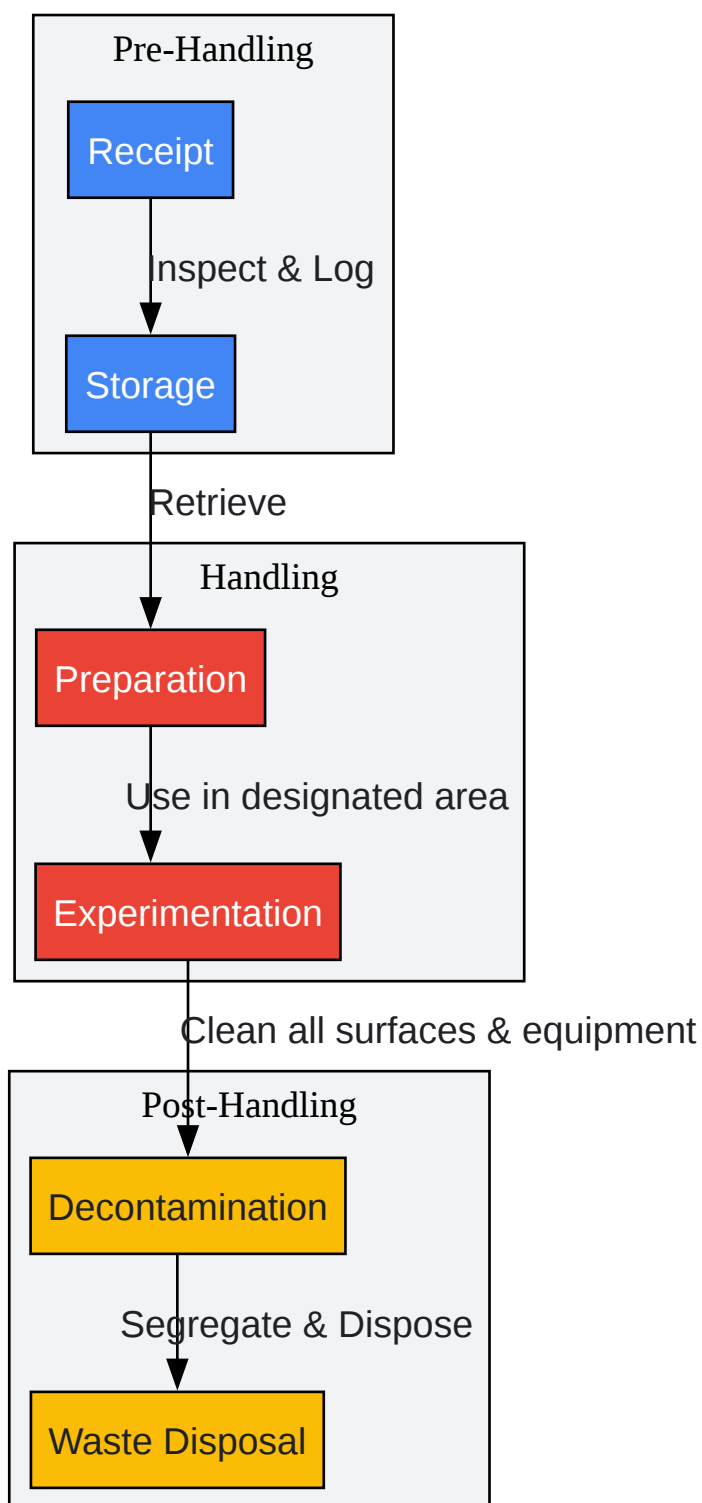 Pre-Handling
Receipt
Inspect & Log
Storage
Retrieve
Handling
Preparation
Use in designated area
Experimentation
Clean all surfaces & equipment
Post-Handling
Decontamination
Segregate & Dispose
Waste Disposal